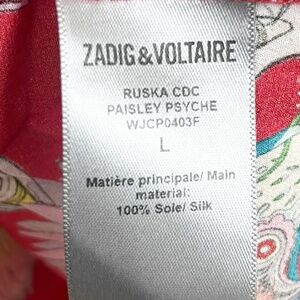 ZADIG&VOLTAIRE
RUSKA CDC
PAISLEY PSYCHE
WJCP0403F
L
Matière principale/ Main
material:
100% Soie/ Silk